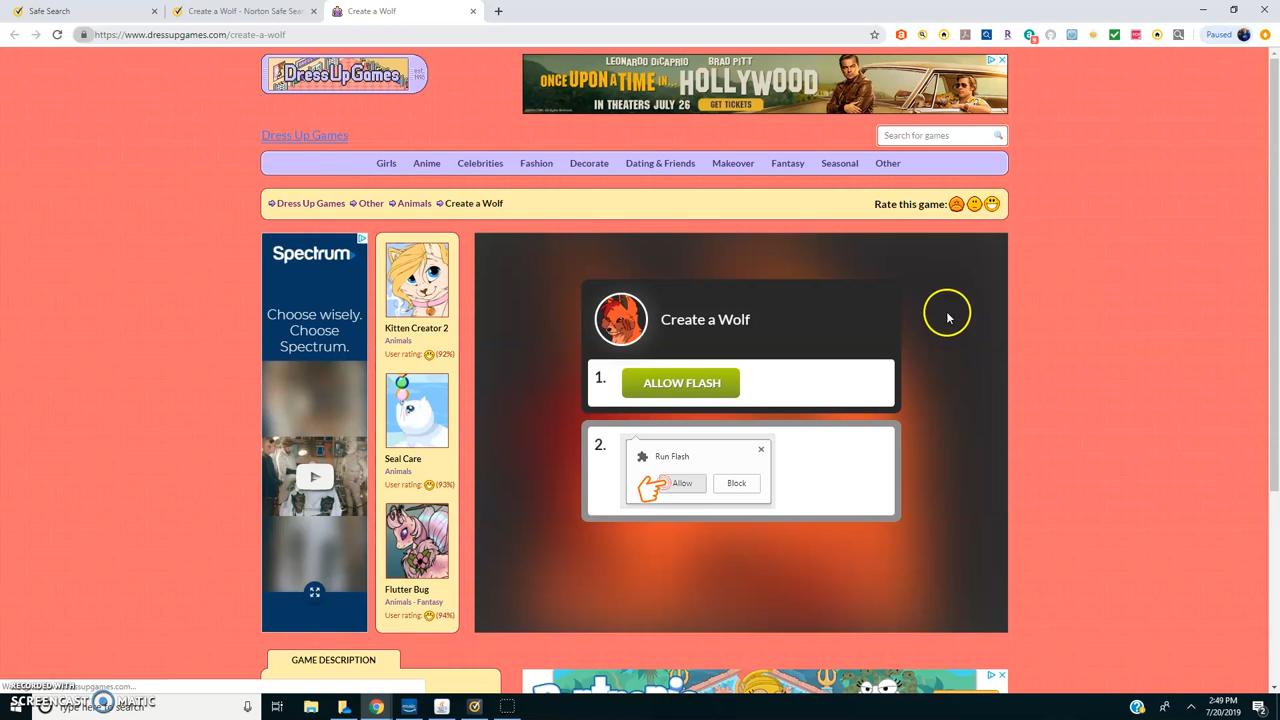 Safe Search
Create a Wolf - Norton Safe Sear
Create a Wolf
https://www.dressupgames.com/create-a-wolf
Paused
DressUpGames
LEONARDO DiCAPRIO BRAD PITT
ONCE UPON A TIME IN... HOLLYWOOD
IN THEATERS JULY 26 GET TICKETS
Dress Up Games
Search for games
Girls Anime Celebrities Fashion Decorate Dating & Friends Makeover Fantasy Seasonal Other
Dress Up Games Other Animals Create a Wolf
Rate this game:
Spectrum
Choose wisely.
Choose
Spectrum.
Kitten Creator 2
Animals
User rating: (92%)
Seal Care
Animals
User rating: (93%)
Flutter Bug
Animals - Fantasy
User rating: (94%)
Create a Wolf
1. ALLOW FLASH
2. Run Flash
Allow Block
GAME DESCRIPTION
RECORDED WITH
SCREENCAST MATIC
Type here to search
2:49 PM
7/20/2019
2